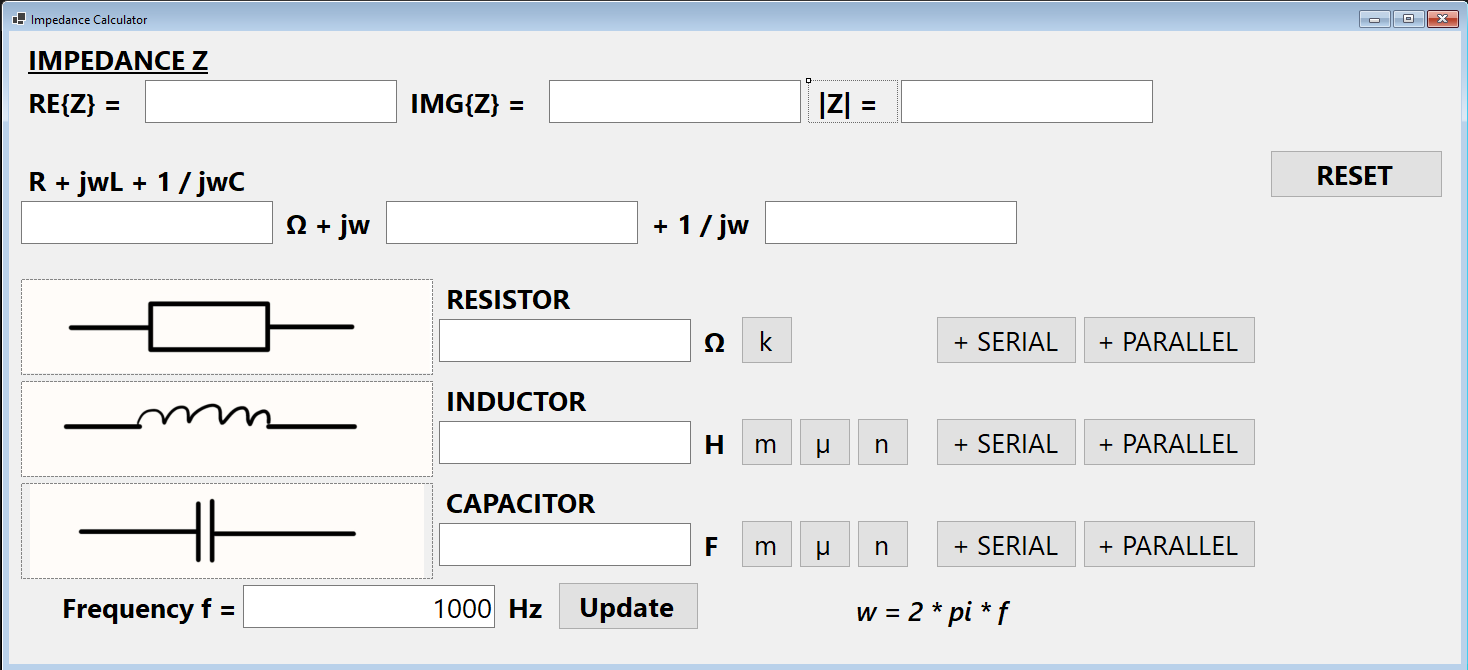 Impedance Calculator
IMPEDANCE Z
RE{Z} = IMG{Z} = |Z| =
RESET
R + jwL + 1 / jwC
Ω + jw + 1 / jw
RESISTOR
Ω k + SERIAL + PARALLEL
INDUCTOR
H m μ n + SERIAL + PARALLEL
CAPACITOR
F m μ n + SERIAL + PARALLEL
Frequency f = 1000 Hz Update w = 2 * pi * f